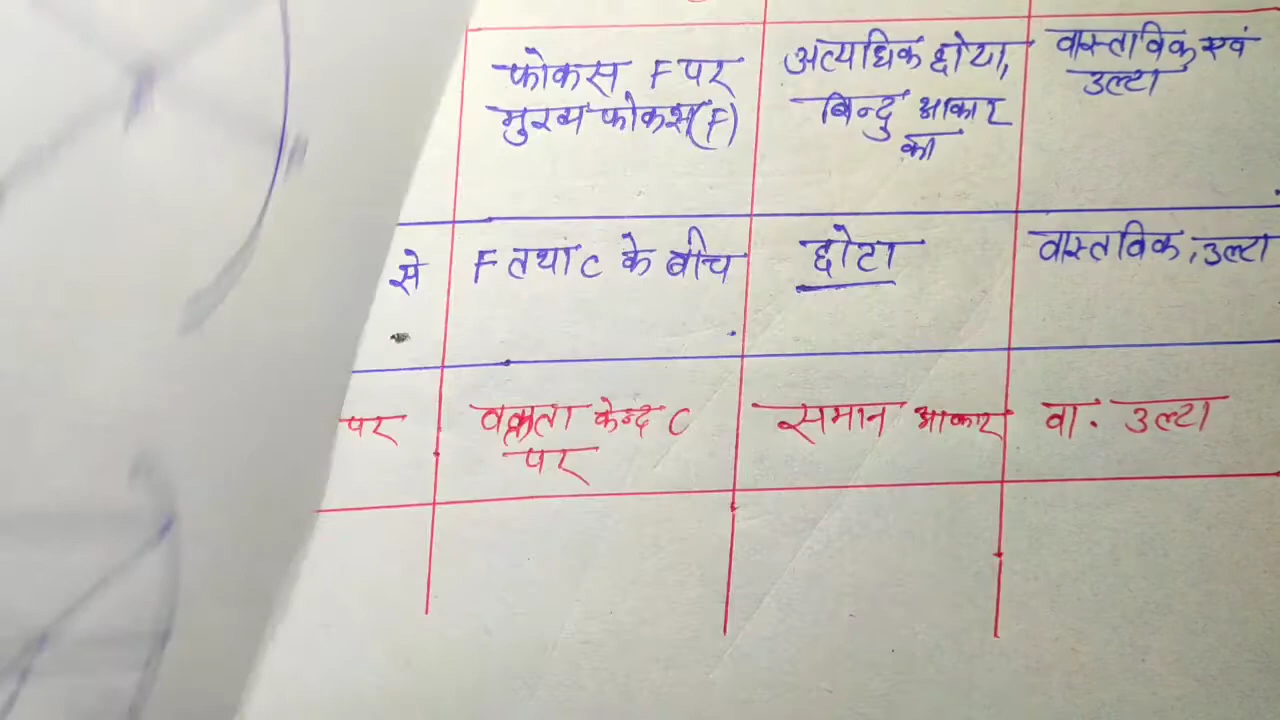 फोकस F पर
मुख्य फोकस(F)
अत्यधिक छोटा,
बिन्दु आकार
का
वास्तविक एवं
उल्टा
से
F तथा C के बीच
छोटा
वास्तविक, उल्टा
पर
वक्रता केन्द्र C
पर
समान आकार
वा. उल्टा